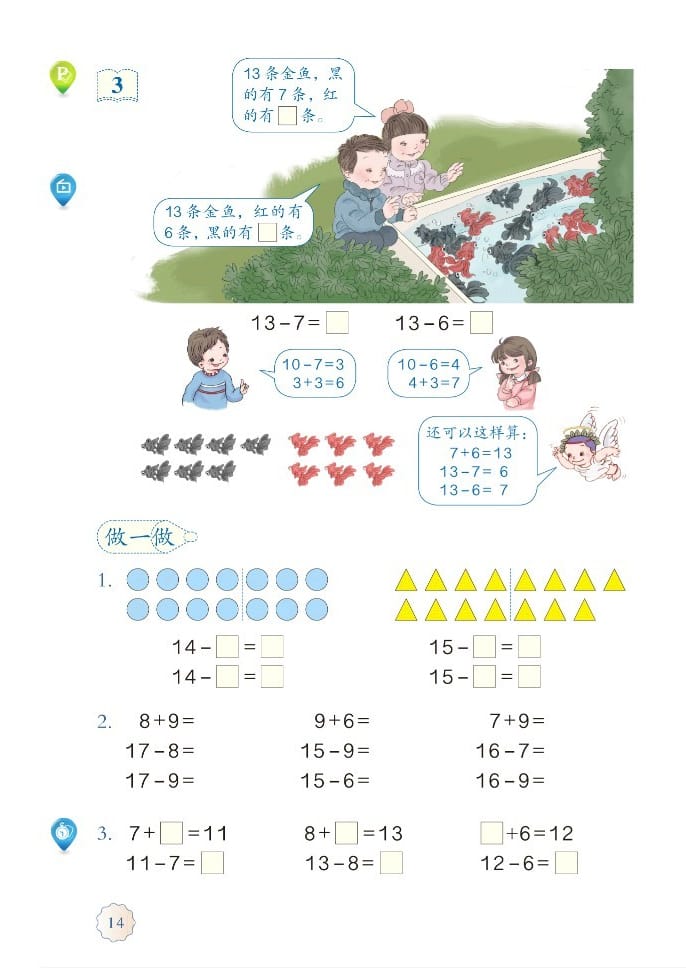 P
3
13 条金鱼，黑
的有 7 条，红
的有 □ 条。
13 条金鱼，红的有
6 条，黑的有 □ 条。
13－7＝□ 13－6＝□
10－7＝3
3＋3＝6
10－6＝4
4＋3＝7
还可以这样算：
7＋6＝13
13－7＝ 6
13－6＝ 7
做一做
1.
14－□＝□ 15－□＝□
14－□＝□ 15－□＝□
2. 8＋9＝ 9＋6＝ 7＋9＝
17－8＝ 15－9＝ 16－7＝
17－9＝ 15－6＝ 16－9＝
3. 7＋□＝11 8＋□＝13 □＋6＝12
11－7＝□ 13－8＝□ 12－6＝□
14